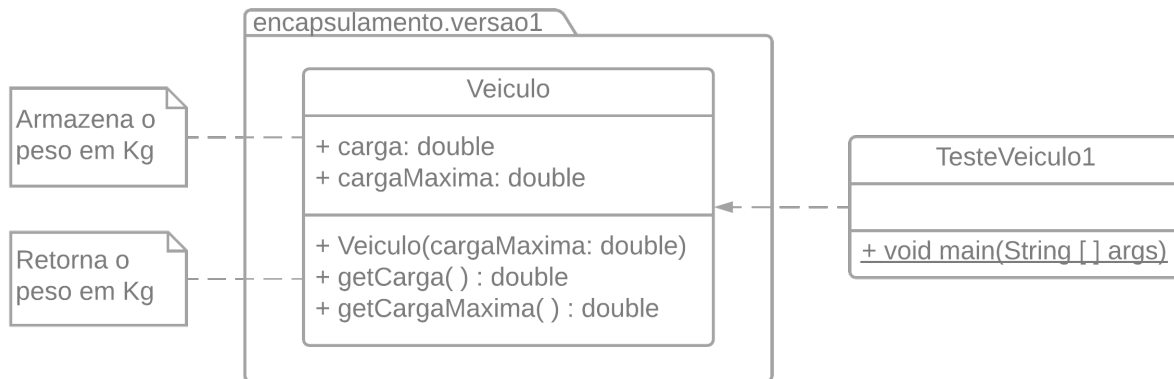 encapsulamento.versao1
Veiculo
Armazena o
peso em Kg
+ carga: double
+ cargaMaxima: double
TesteVeiculo1
Retorna o
peso em Kg
+ Veiculo(cargaMaxima: double)
+ getCarga( ) : double
+ getCargaMaxima( ) : double
+ void main(String [ ] args)